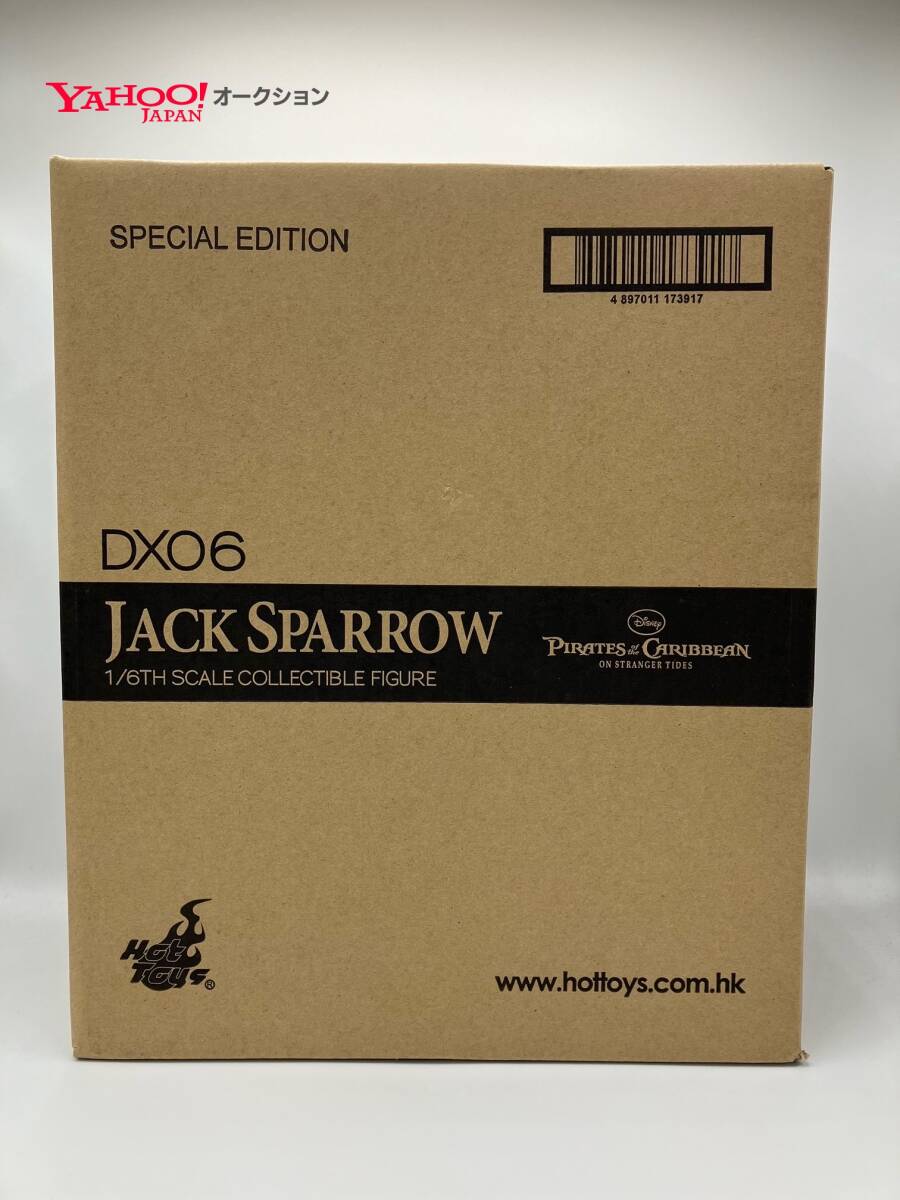 YAHOO! オークション
JAPAN
SPECIAL EDITION
4 897011 173917
DX06
JACK SPARROW
1/6TH SCALE COLLECTIBLE FIGURE
Disney
PIRATES of the CARIBBEAN
ON STRANGER TIDES
Hot
Toys®
www.hottoys.com.hk